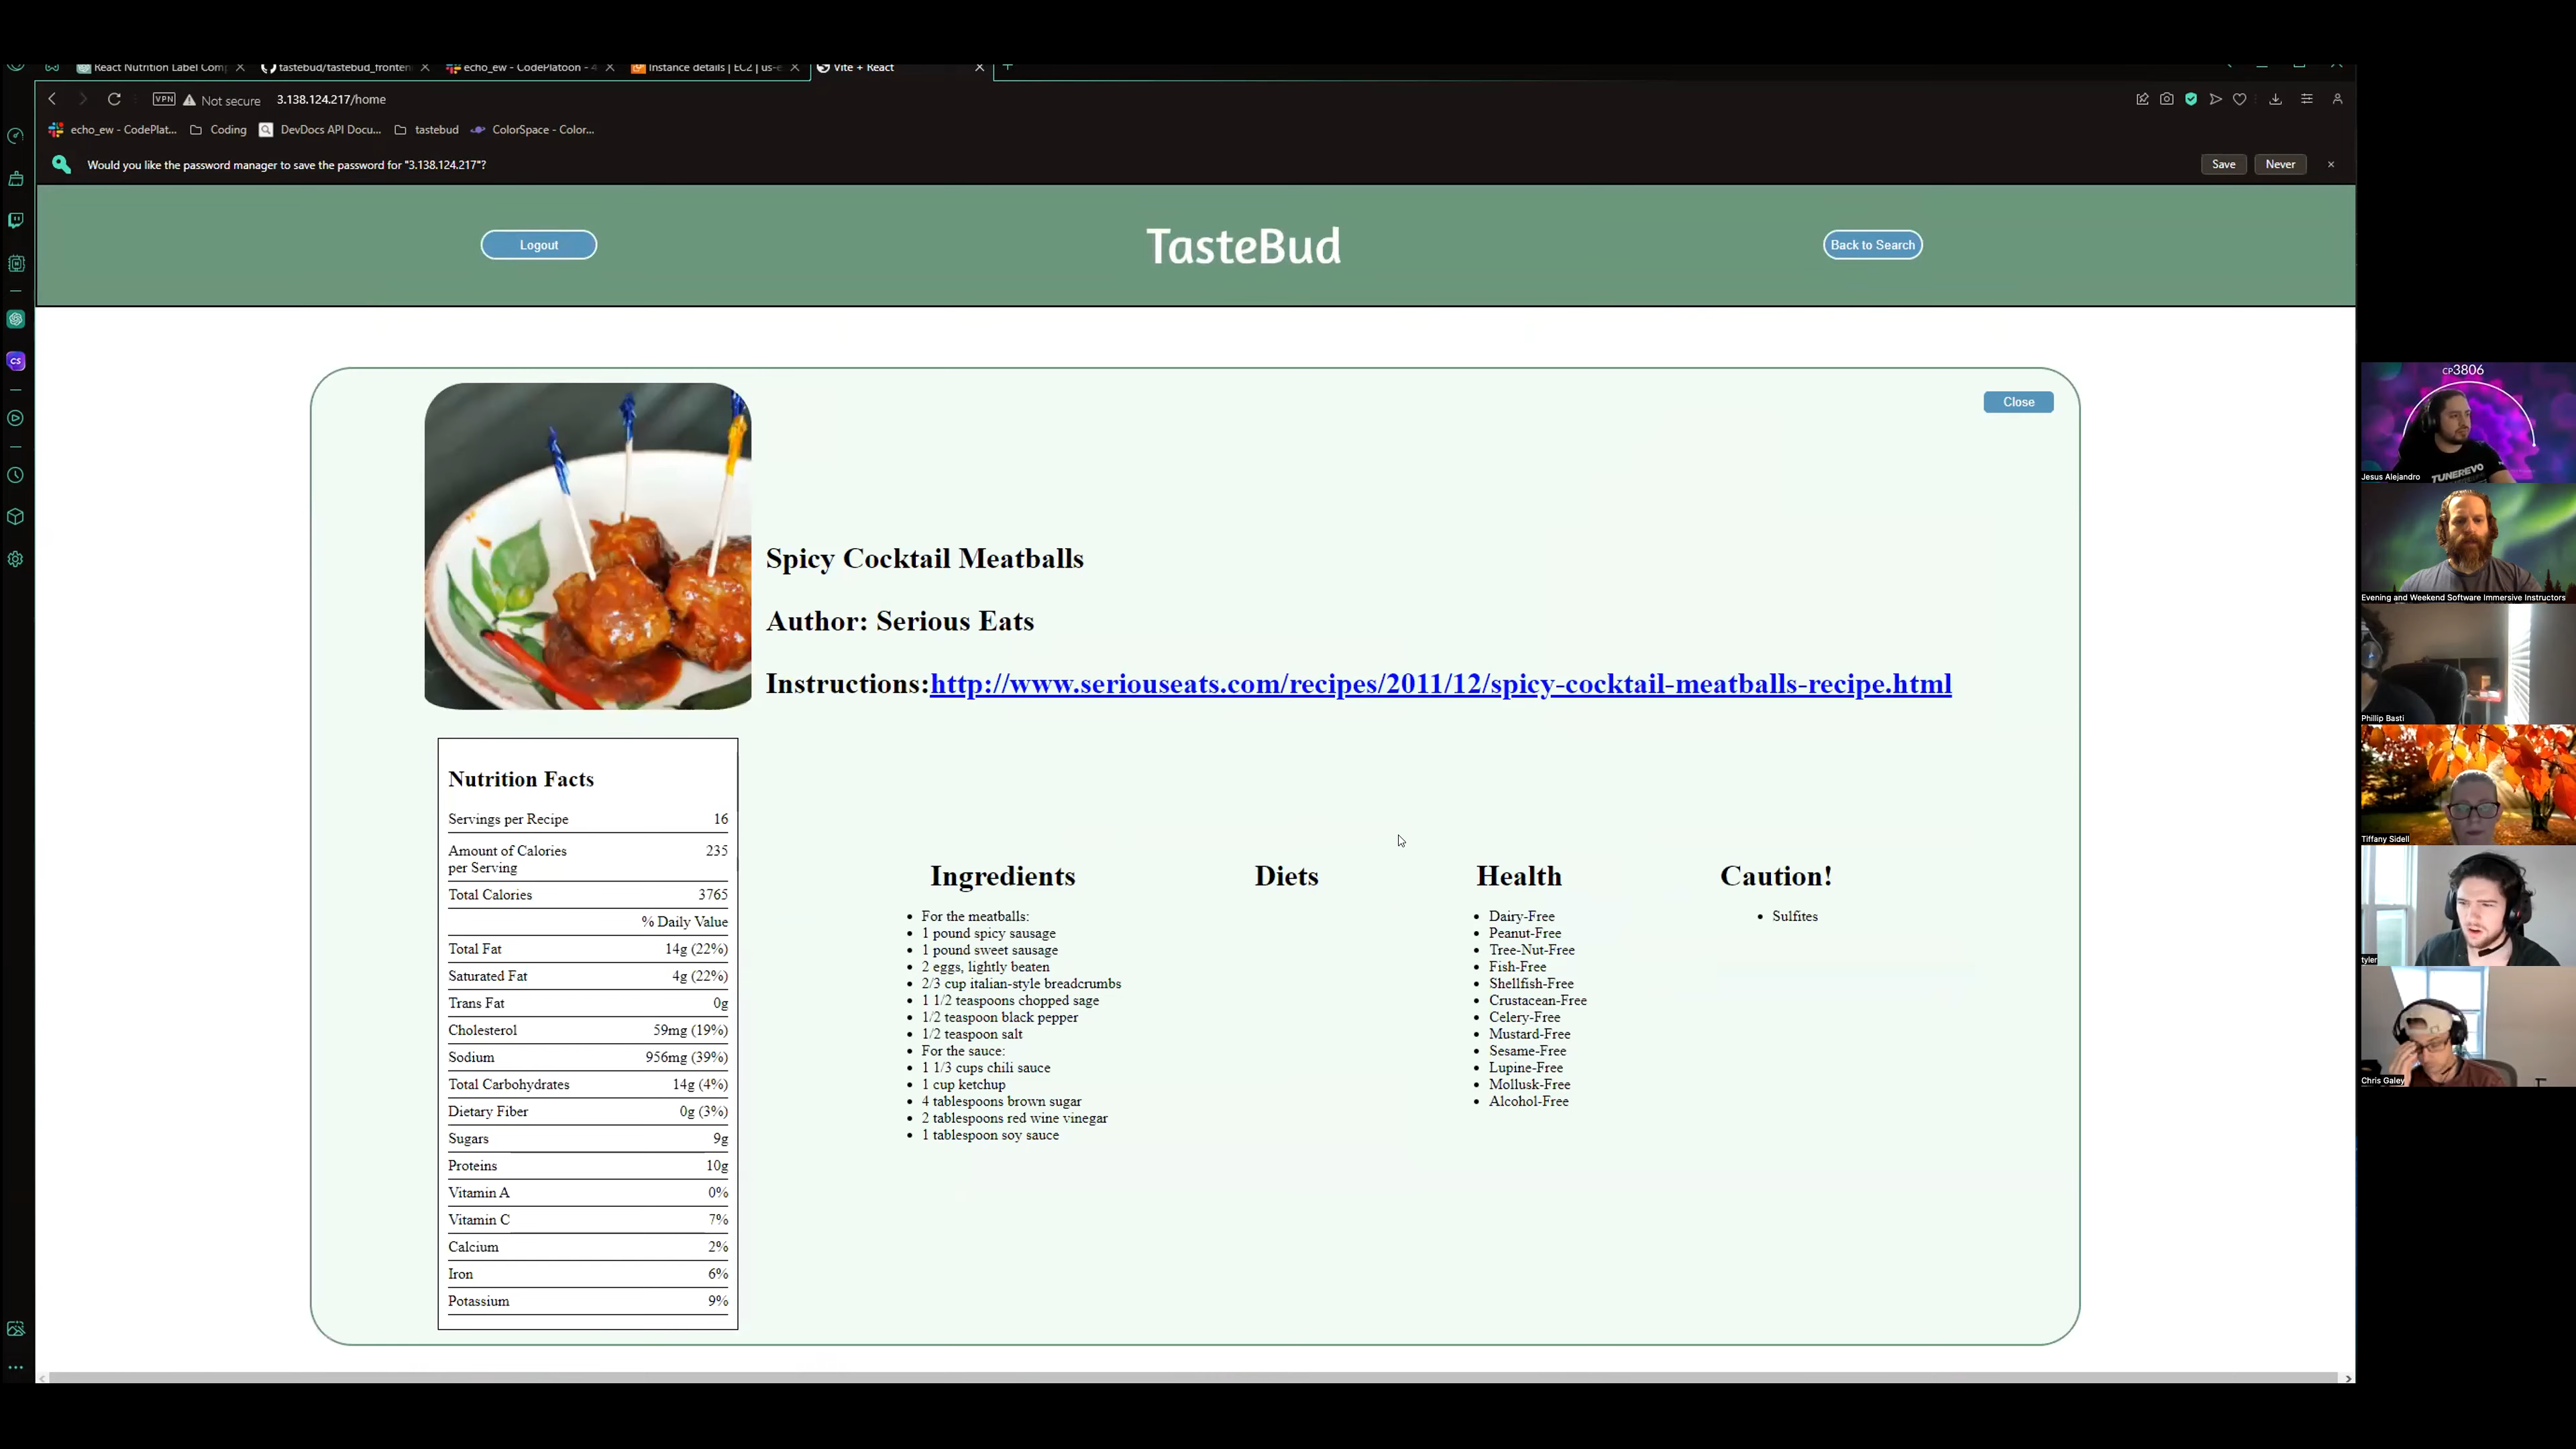 React Nutrition Label Comp
tastebud/tastebud_fronten
echo_ew - CodePlatoon - 4
Instance details | EC2 | us-e
Vite + React
VPN
Not secure
3.138.124.217/home
echo_ew - CodePlat...
Coding
DevDocs API Docu...
tastebud
ColorSpace - Color...
Would you like the password manager to save the password for "3.138.124.217"?
Save
Never
Logout
TasteBud
Back to Search
CS
Close
Spicy Cocktail Meatballs
Author: Serious Eats
Instructions:http://www.seriouseats.com/recipes/2011/12/spicy-cocktail-meatballs-recipe.html
Nutrition Facts
Servings per Recipe 16
Amount of Calories 235
per Serving
Total Calories 3765
% Daily Value
Total Fat 14g (22%)
Saturated Fat 4g (22%)
Trans Fat 0g
Cholesterol 59mg (19%)
Sodium 956mg (39%)
Total Carbohydrates 14g (4%)
Dietary Fiber 0g (3%)
Sugars 9g
Proteins 10g
Vitamin A 0%
Vitamin C 7%
Calcium 2%
Iron 6%
Potassium 9%
Ingredients
For the meatballs:
1 pound spicy sausage
1 pound sweet sausage
2 eggs, lightly beaten
2/3 cup italian-style breadcrumbs
1 1/2 teaspoons chopped sage
1/2 teaspoon black pepper
1/2 teaspoon salt
For the sauce:
1 1/3 cups chili sauce
1 cup ketchup
4 tablespoons brown sugar
2 tablespoons red wine vinegar
1 tablespoon soy sauce
Diets
Health
Dairy-Free
Peanut-Free
Tree-Nut-Free
Fish-Free
Shellfish-Free
Crustacean-Free
Celery-Free
Mustard-Free
Sesame-Free
Lupine-Free
Mollusk-Free
Alcohol-Free
Caution!
Sulfites
CP3806
TUNEREVO
Jesus Alejandro
Evening and Weekend Software Immersive Instructors
Phillip Basti
Tiffany Sidell
tyler
Chris Galey